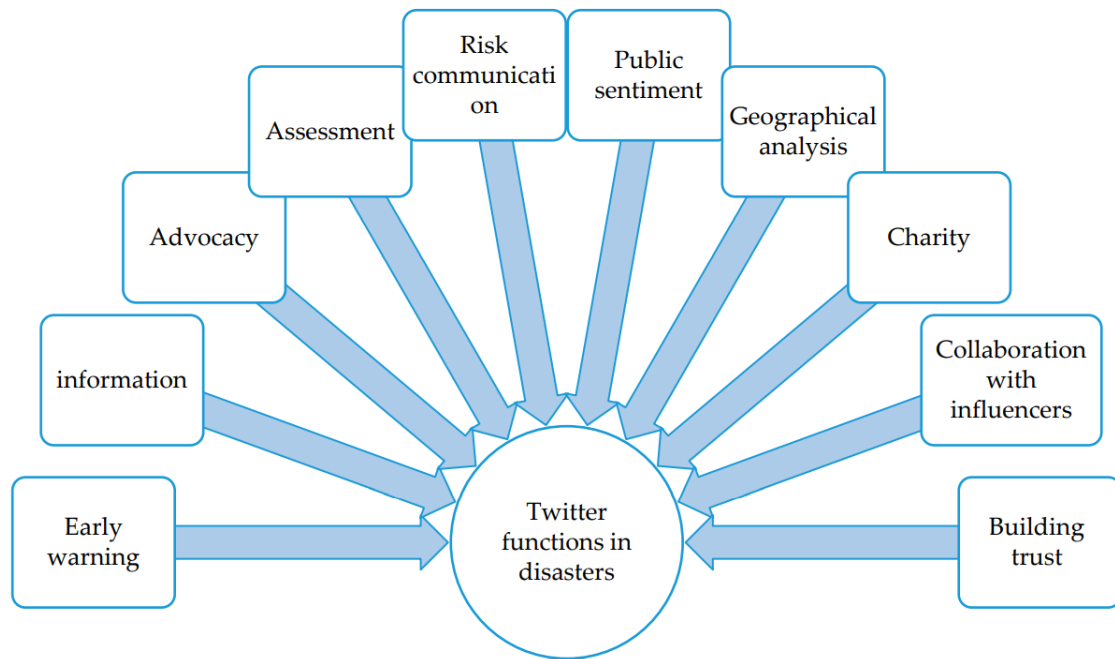 Risk
communicati
on
Public
sentiment
Assessment
Geographical
analysis
Advocacy
Charity
information
Collaboration
with
influencers
Early
warning
Twitter
functions in
disasters
Building
trust